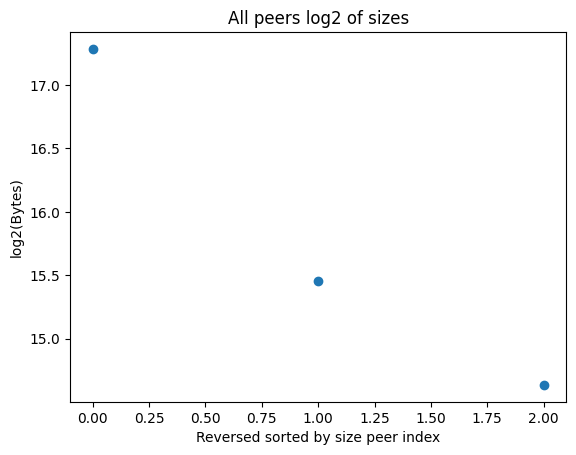 All peers log2 of sizes
17.0
16.5
16.0
15.5
15.0
log2(Bytes)
0.00 0.25 0.50 0.75 1.00 1.25 1.50 1.75 2.00
Reversed sorted by size peer index